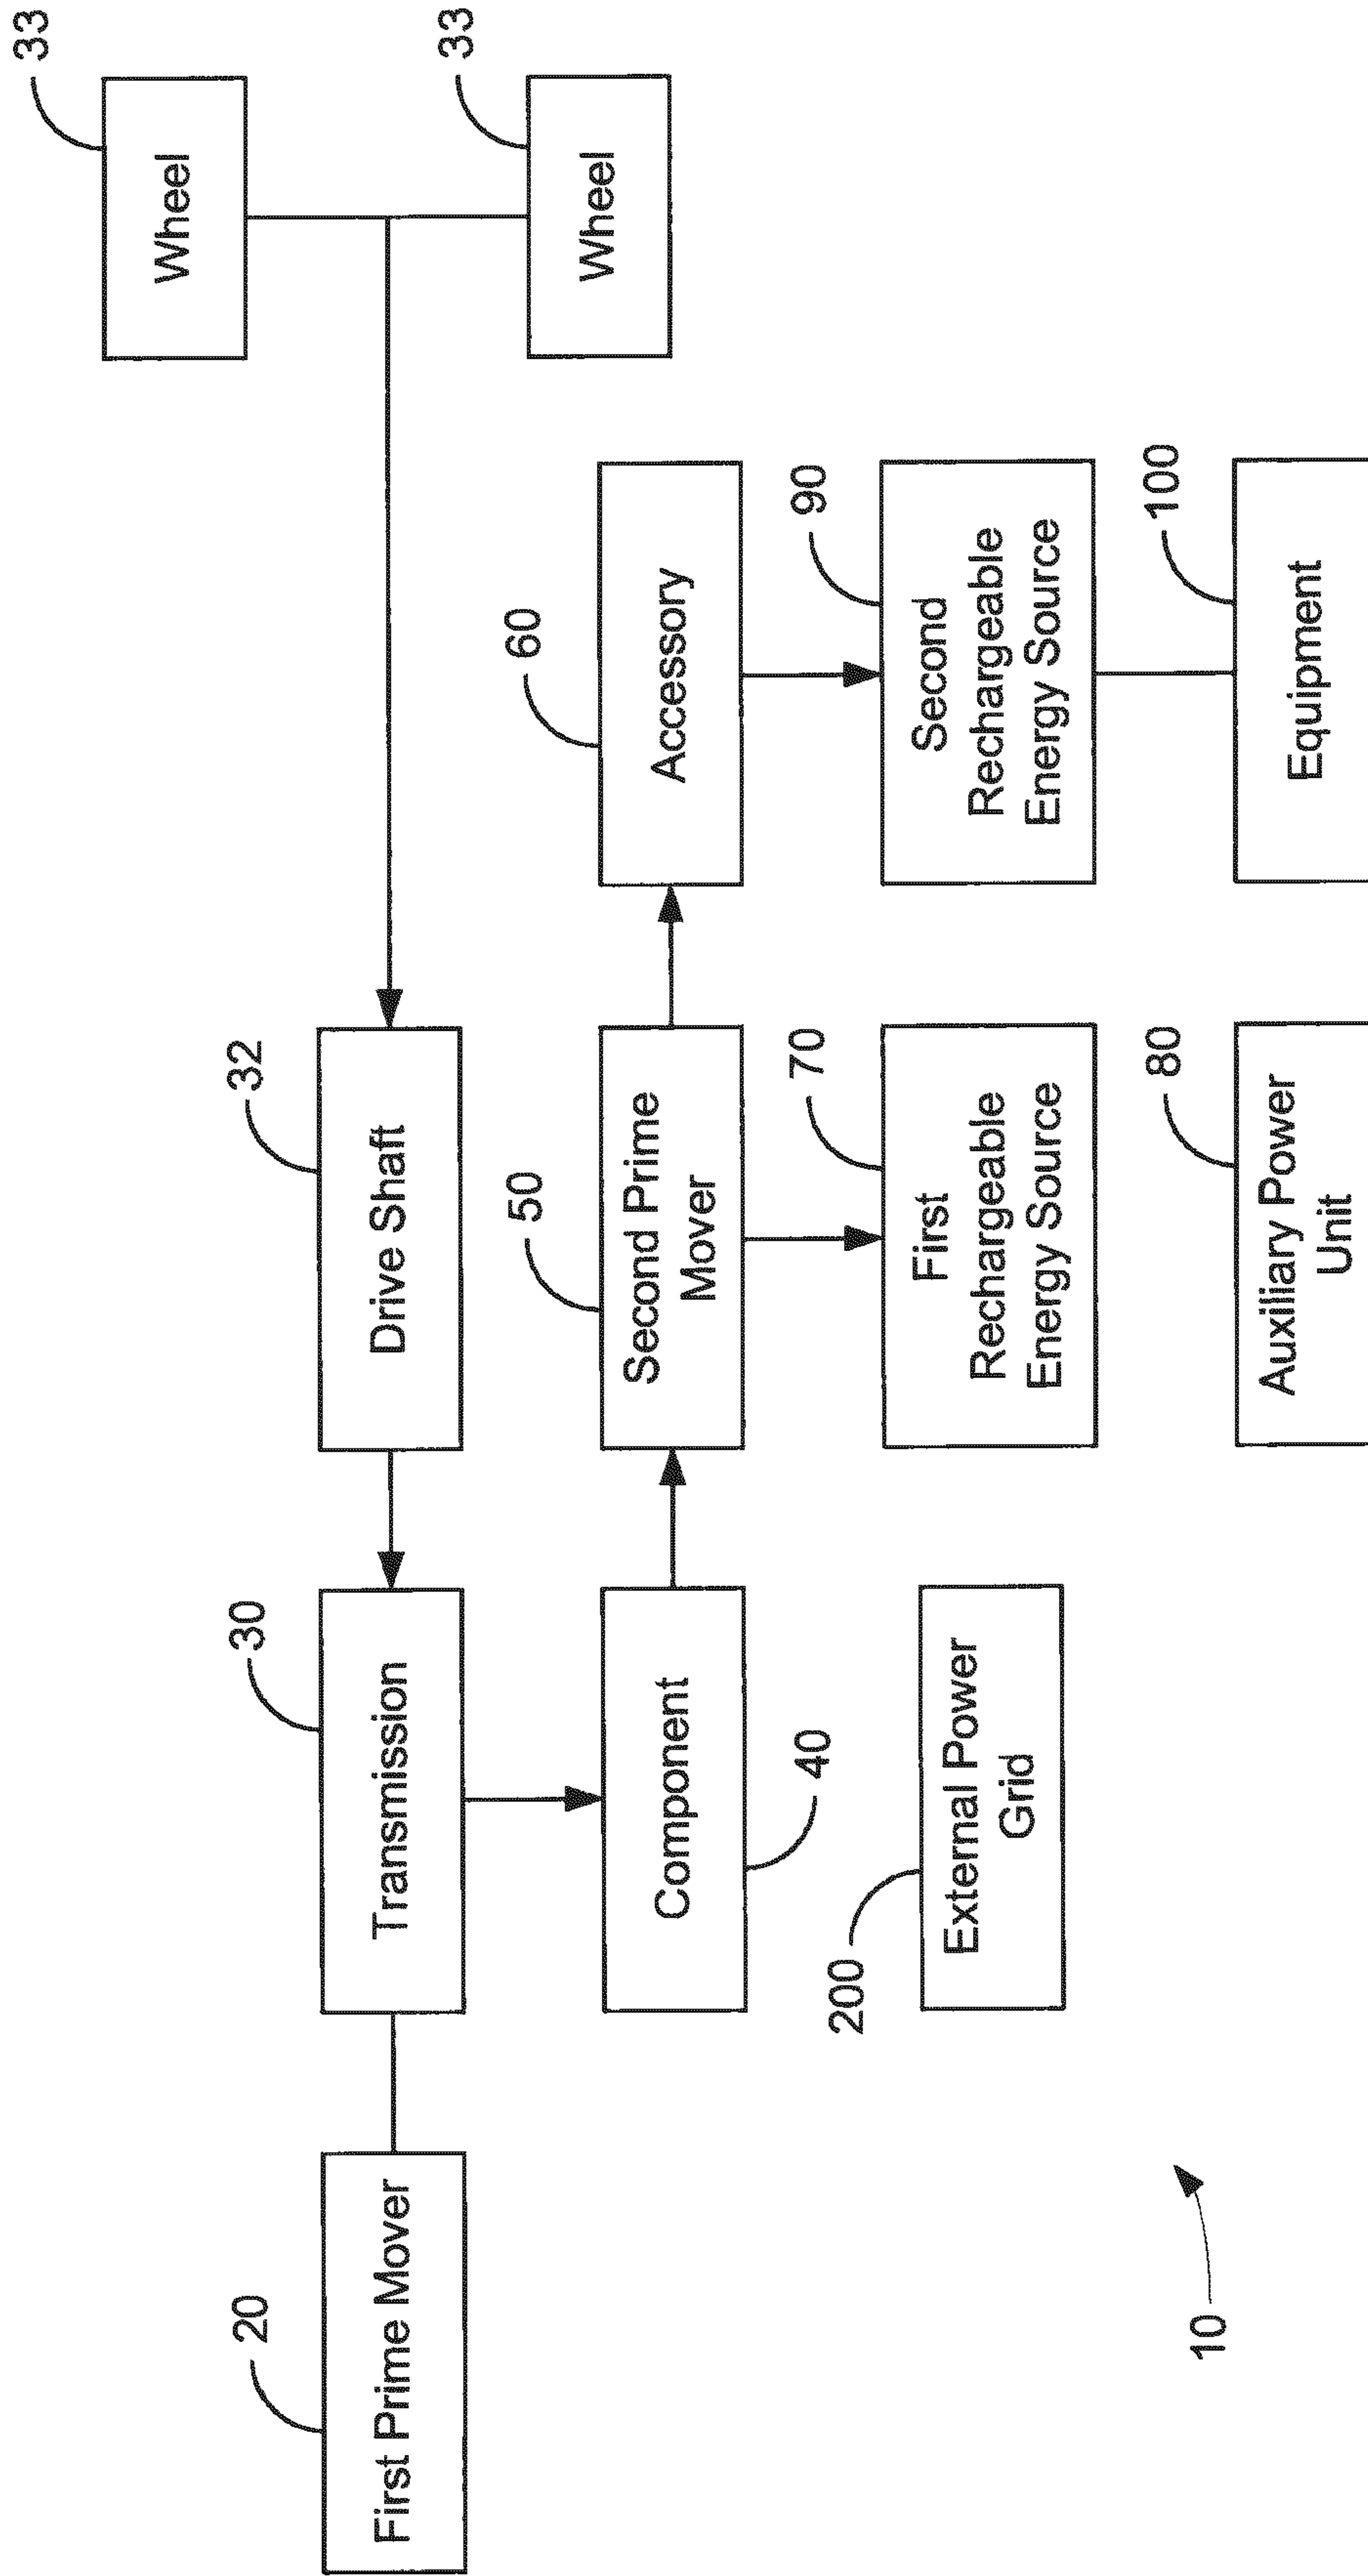 33
Wheel
33
Wheel
20
First Prime Mover
30
Transmission
32
Drive Shaft
Component
40
50
Second Prime
Mover
60
Accessory
200
External Power
Grid
70
First
Rechargeable
Energy Source
90
Second
Rechargeable
Energy Source
80
Auxiliary Power
Unit
100
Equipment
10